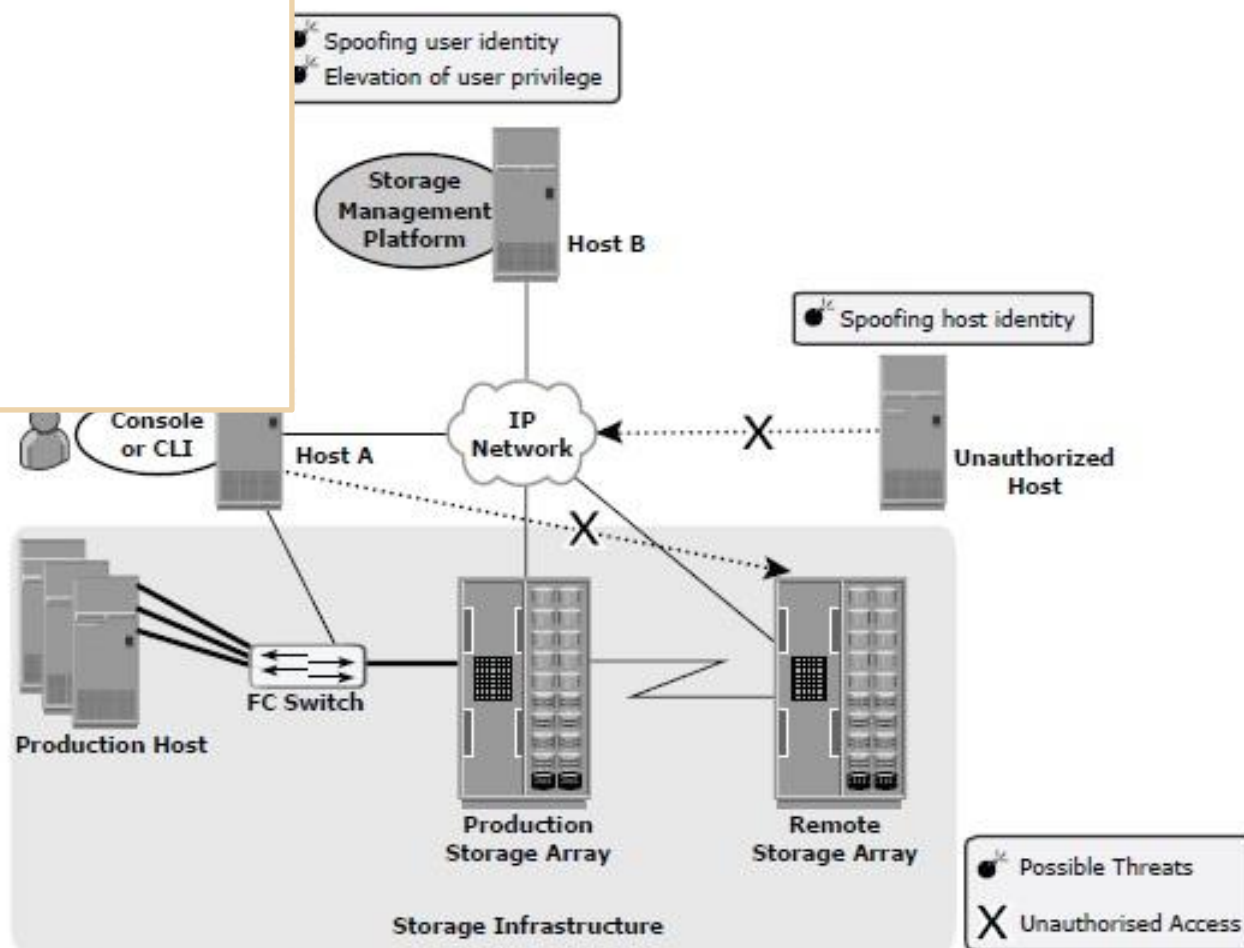 Spoofing user identity
Elevation of user privilege
Storage
Management
Platform
Host B
Spoofing host identity
Console
or CLI
Host A
IP
Network
Unauthorized
Host
FC Switch
Production Host
Production
Storage Array
Remote
Storage Array
Storage Infrastructure
Possible Threats
X Unauthorised Access